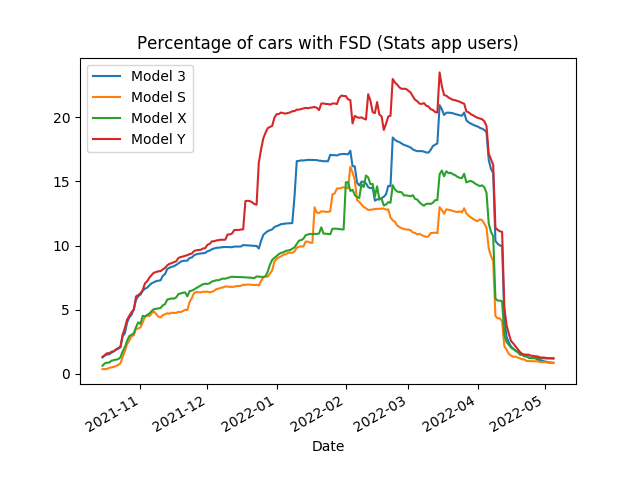 Percentage of cars with FSD (Stats app users)
Model 3
Model S
Model X
Model Y
20
15
10
5
0
2021-11
2021-12
2022-01
2022-02
2022-03
2022-04
2022-05
Date